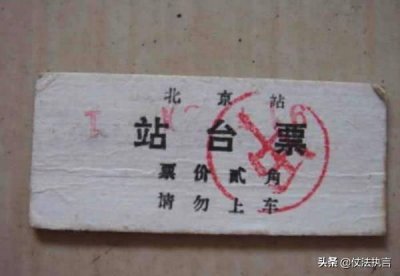 北京站
站台票
票价贰角
请勿上车
头条 @仗法执言